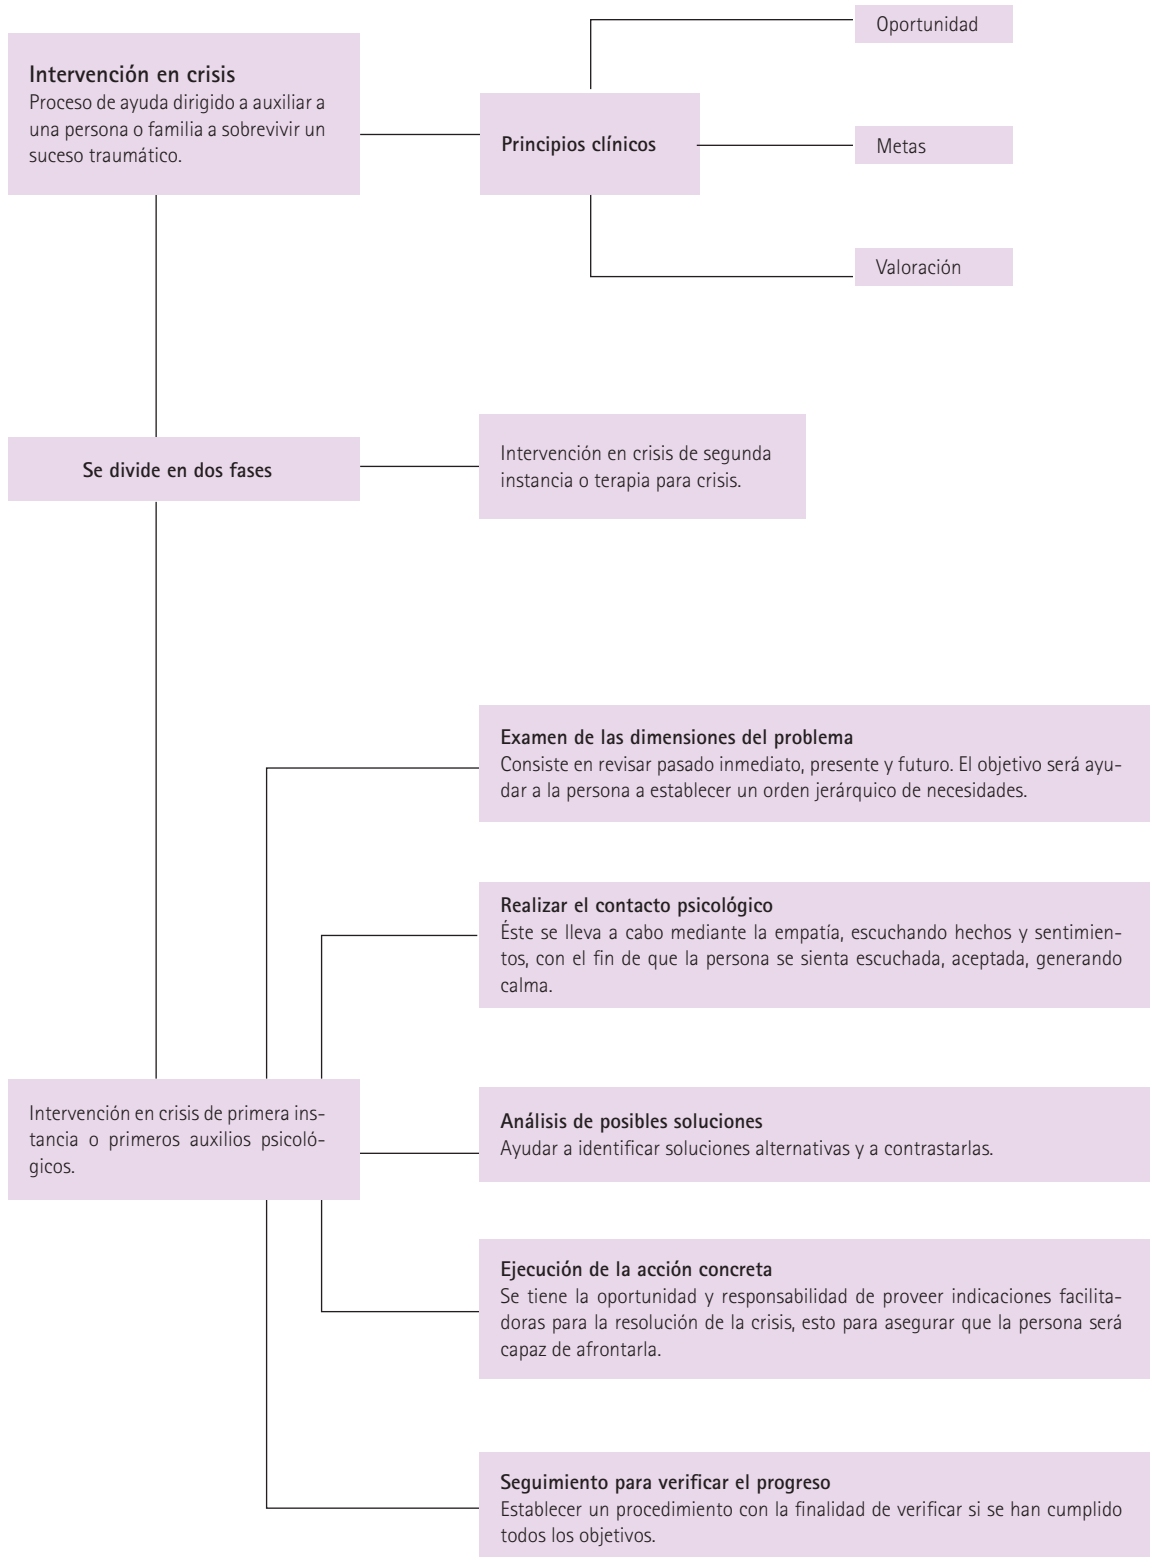 Intervención en crisis
Proceso de ayuda dirigido a auxiliar a
una persona o familia a sobrevivir un
suceso traumático.
Principios clínicos
Oportunidad
Metas
Valoración
Se divide en dos fases
Intervención en crisis de segunda
instancia o terapia para crisis.
Intervención en crisis de primera ins-
tancia o primeros auxilios psicoló-
gicos.
Examen de las dimensiones del problema
Consiste en revisar pasado inmediato, presente y futuro. El objetivo será ayu-
dar a la persona a establecer un orden jerárquico de necesidades.
Realizar el contacto psicológico
Éste se lleva a cabo mediante la empatía, escuchando hechos y sentimien-
tos, con el fin de que la persona se sienta escuchada, aceptada, generando
calma.
Análisis de posibles soluciones
Ayudar a identificar soluciones alternativas y a contrastarlas.
Ejecución de la acción concreta
Se tiene la oportunidad y responsabilidad de proveer indicaciones facilita-
doras para la resolución de la crisis, esto para asegurar que la persona será
capaz de afrontarla.
Seguimiento para verificar el progreso
Establecer un procedimiento con la finalidad de verificar si se han cumplido
todos los objetivos.